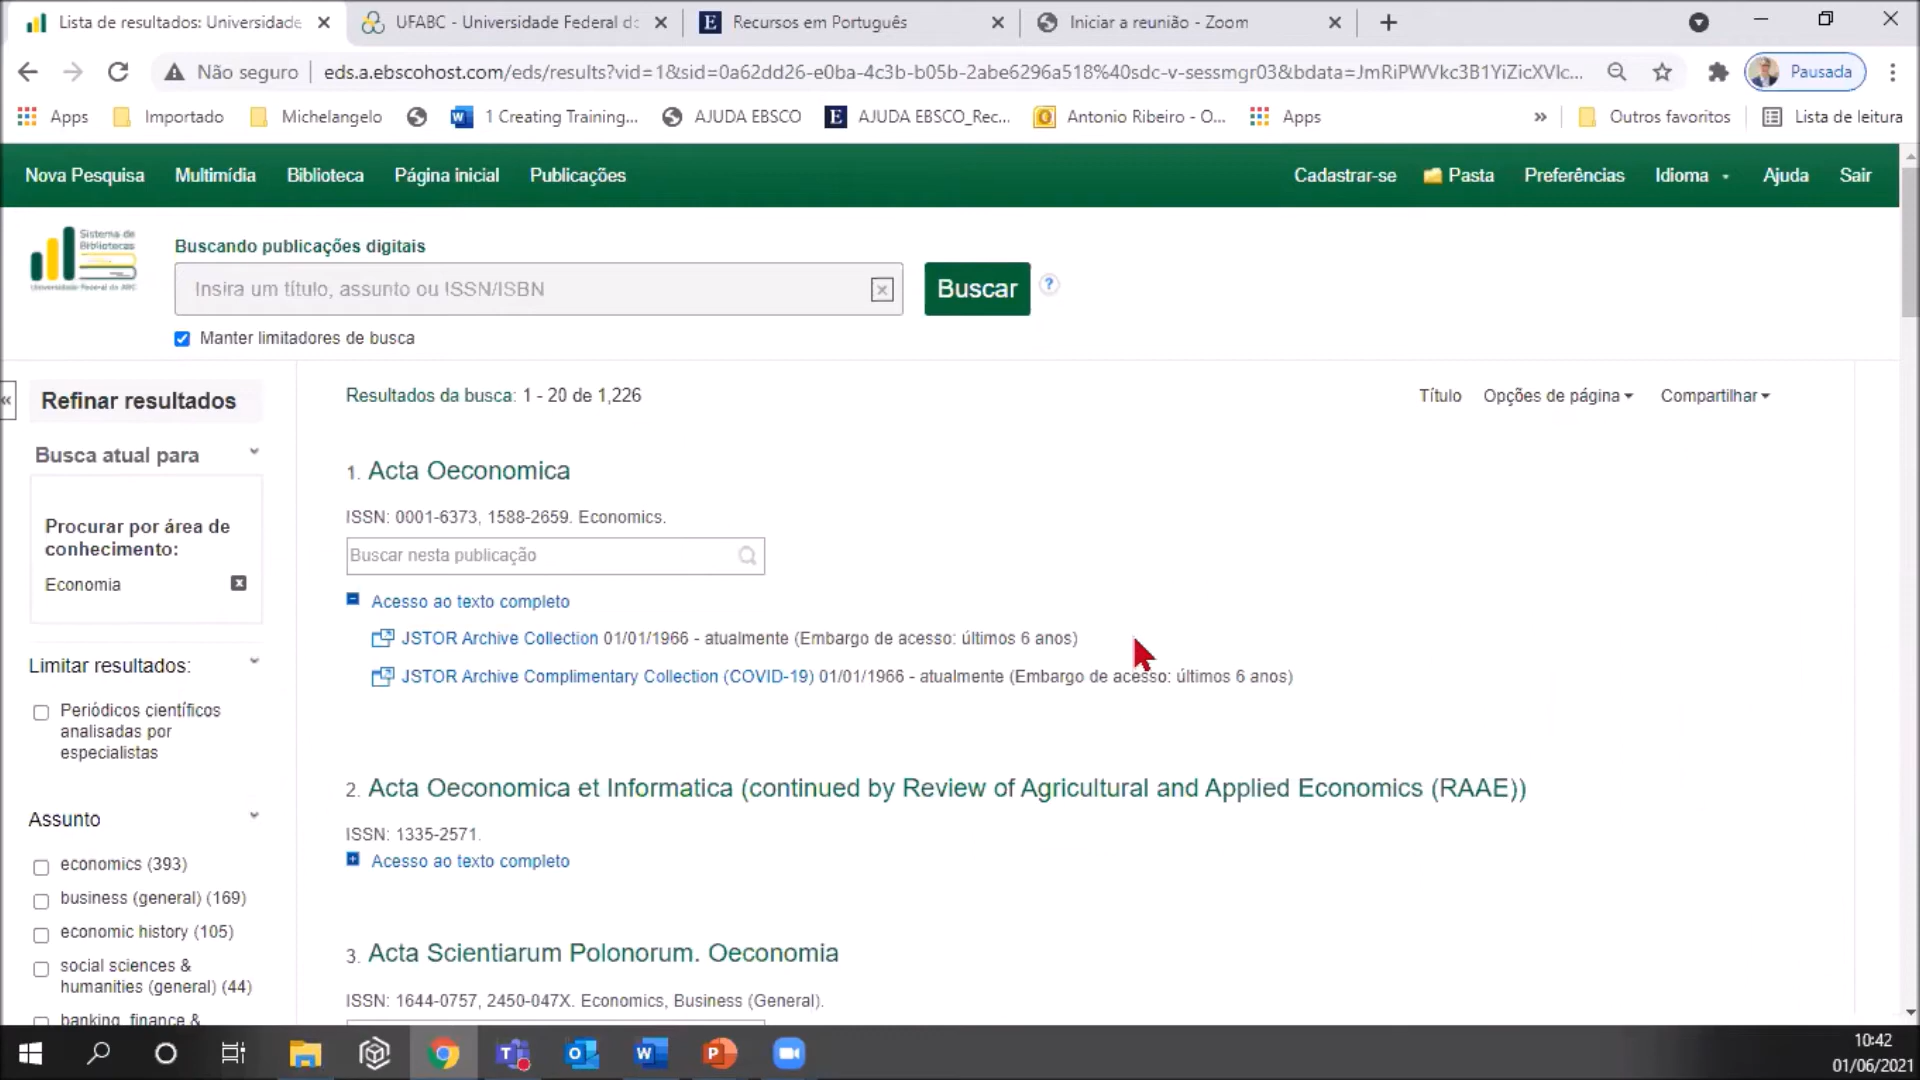 Lista de resultados: Universidade
UFABC - Universidade Federal do
E Recursos em Português
Iniciar a reunião - Zoom
Não seguro
eds.a.ebscohost.com/eds/results?vid=1&sid=0a62dd26-e0ba-4c3b-b05b-2abe6296a518%40sdc-v-sessmgr03&bdata=JmRiPWVkc3B1YiZicXVlc...
Pausada
Apps
Importado
Michelangelo
1 Creating Training...
AJUDA EBSCO
E AJUDA EBSCO_Rec...
Antonio Ribeiro - O...
Apps
»
Outros favoritos
Lista de leitura
Nova Pesquisa
Multimídia
Biblioteca
Página inicial
Publicações
Cadastrar-se
Pasta
Preferências
Idioma
Ajuda
Sair
Sistema de
Bibliotecas
Universidade Federal do ABC
Buscando publicações digitais
Insira um título, assunto ou ISSN/ISBN
Buscar
?
Manter limitadores de busca
«
Refinar resultados
Busca atual para
Procurar por área de
conhecimento:
Economia
Limitar resultados:
Periódicos científicos
analisadas por
especialistas
Assunto
economics (393)
business (general) (169)
economic history (105)
social sciences &
humanities (general) (44)
banking, finance &
Resultados da busca: 1 - 20 de 1,226
Título
Opções de página
Compartilhar
1. Acta Oeconomica
ISSN: 0001-6373, 1588-2659. Economics.
Buscar nesta publicação
Acesso ao texto completo
JSTOR Archive Collection 01/01/1966 - atualmente (Embargo de acesso: últimos 6 anos)
JSTOR Archive Complimentary Collection (COVID-19) 01/01/1966 - atualmente (Embargo de acesso: últimos 6 anos)
2. Acta Oeconomica et Informatica (continued by Review of Agricultural and Applied Economics (RAAE))
ISSN: 1335-2571.
Acesso ao texto completo
3. Acta Scientiarum Polonorum. Oeconomia
ISSN: 1644-0757, 2450-047X. Economics, Business (General).
10:42
01/06/2021